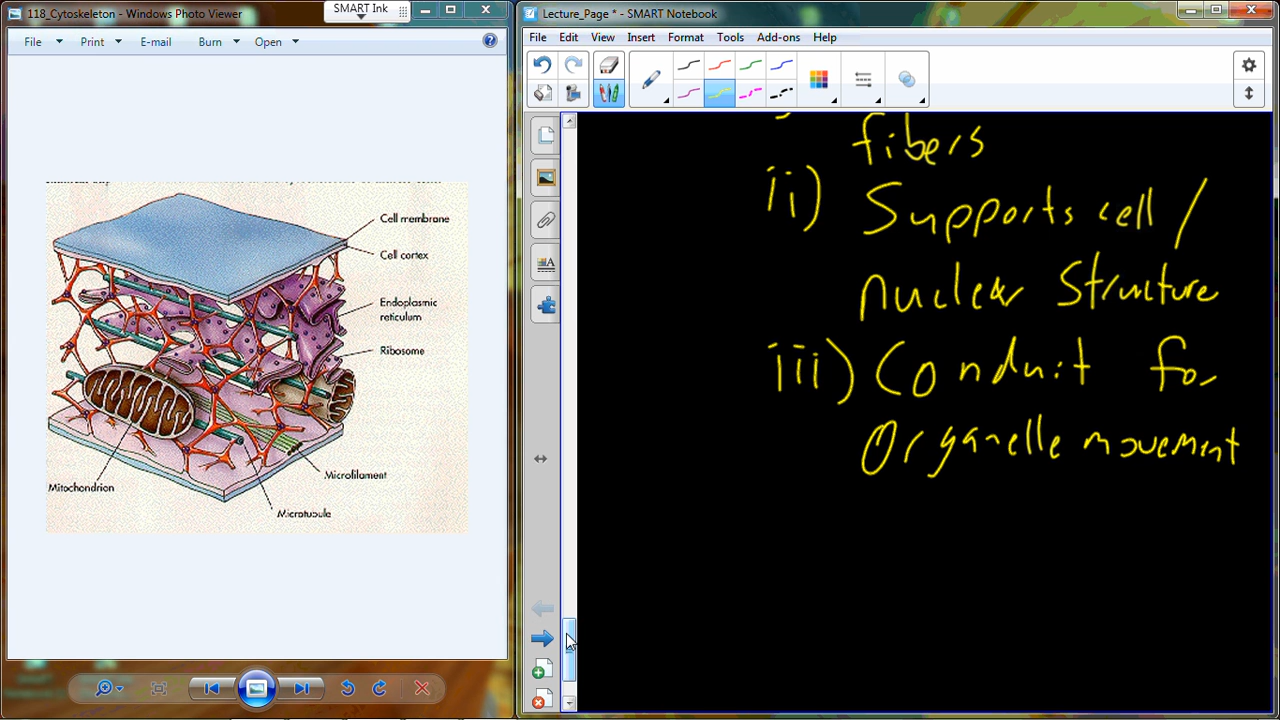 118_Cytoskeleton - Windows Photo Viewer
SMART Ink
File Print E-mail Burn Open
Cell membrane
Cell cortex
Endoplasmic
reticulum
Ribosome
Microfilament
Mitochondrion
Microtubule
Lecture_Page * - SMART Notebook
File Edit View Insert Format Tools Add-ons Help
fibers
ii) Supports cell /
nuclear structure
iii) Conduit for
Organelle movement